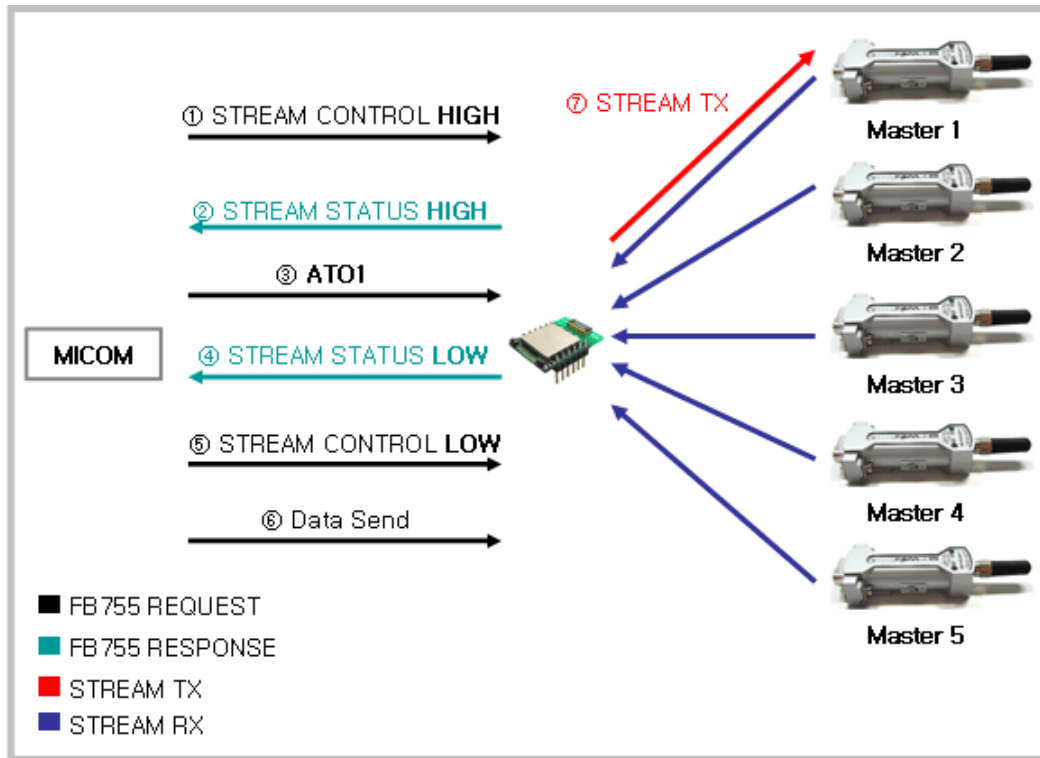 ① STREAM CONTROL HIGH
② STREAM STATUS HIGH
③ ATO1
④ STREAM STATUS LOW
⑤ STREAM CONTROL LOW
⑥ Data Send
MICOM
⑦ STREAM TX
Master 1
Master 2
Master 3
Master 4
Master 5
FB755 REQUEST
FB755 RESPONSE
STREAM TX
STREAM RX